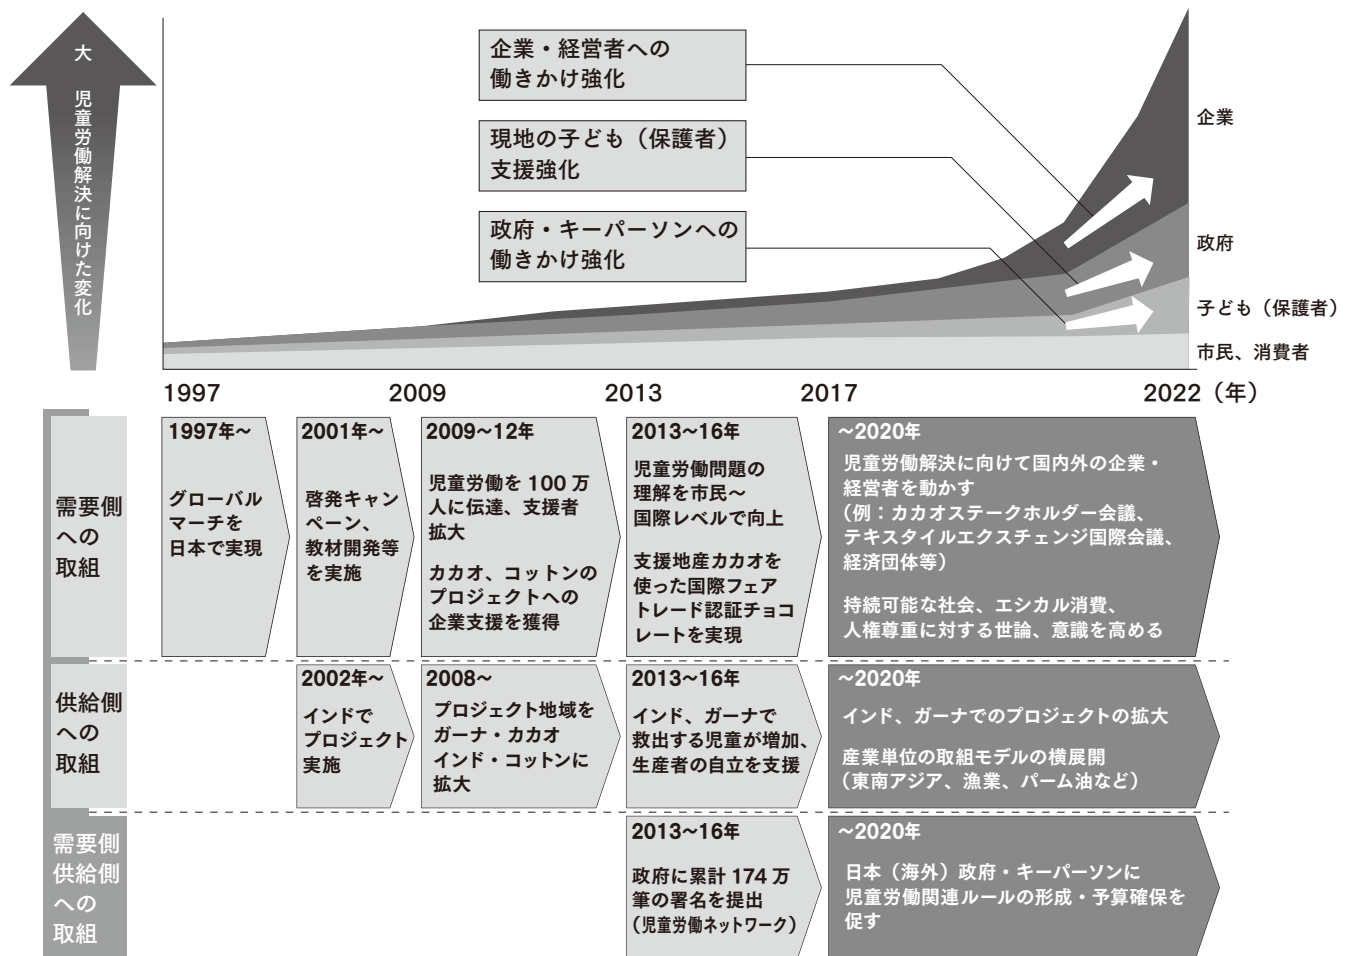 大 児童労働解決に向けた変化
企業・経営者への
働きかけ強化
現地の子ども（保護者）
支援強化
政府・キーパーソンへの
働きかけ強化
企業
政府
子ども（保護者）
市民、消費者
1997
2009
2013
2017
2022（年）
需要側
への
取組
1997年～
グローバル
マーチを
日本で実現
2001年～
啓発キャン
ペーン、
教材開発等
を実施
2009～12年
児童労働を 100 万
人に伝達、支援者
拡大
カカオ、コットンの
プロジェクトへの
企業支援を獲得
2013～16年
児童労働問題の
理解を市民～
国際レベルで向上
支援地産カカオを
使った国際フェア
トレード認証チョコ
レートを実現
～2020年
児童労働解決に向けて国内外の企業・
経営者を動かす
（例：カカオステークホルダー会議、
テキスタイルエクスチェンジ国際会議、
経済団体等）
持続可能な社会、エシカル消費、
人権尊重に対する世論、意識を高める
供給側
への
取組
2002年～
インドで
プロジェクト
実施
2008～
プロジェクト地域を
ガーナ・カカオ
インド・コットンに
拡大
2013～16年
インド、ガーナで
救出する児童が増加、
生産者の自立を支援
～2020年
インド、ガーナでのプロジェクトの拡大
産業単位の取組モデルの横展開
（東南アジア、漁業、パーム油など）
需要側
供給側
への
取組
2013～16年
政府に累計 174 万
筆の署名を提出
（児童労働ネットワーク）
～2020年
日本（海外）政府・キーパーソンに
児童労働関連ルールの形成・予算確保を
促す